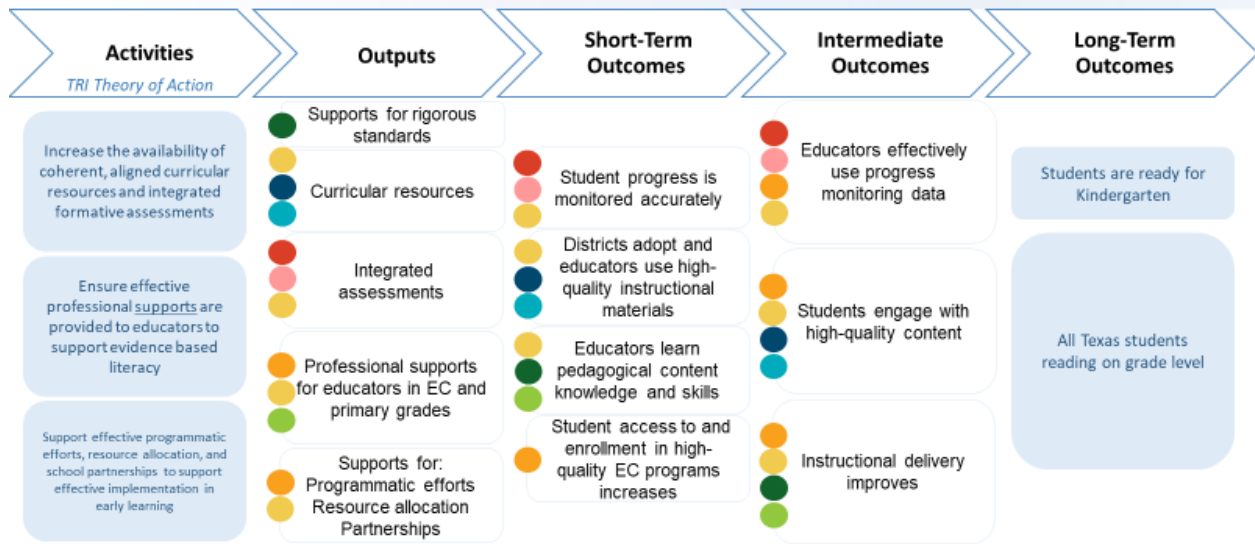 Activities
TRI Theory of Action
Outputs
Short-Term
Outcomes
Intermediate
Outcomes
Long-Term
Outcomes
Increase the availability of
coherent, aligned curricular
resources and integrated
formative assessments
Ensure effective
professional supports are
provided to educators to
support evidence based
literacy
Support effective programmatic
efforts, resource allocation, and
school partnerships to support
effective implementation in
early learning
Supports for rigorous
standards
Curricular resources
Integrated
assessments
Professional supports
for educators in EC and
primary grades
Supports for:
Programmatic efforts
Resource allocation
Partnerships
Student progress is
monitored accurately
Districts adopt and
educators use high-
quality instructional
materials
Educators learn
pedagogical content
knowledge and skills
Student access to and
enrollment in high-
quality EC programs
increases
Educators effectively
use progress
monitoring data
Students engage with
high-quality content
Instructional delivery
improves
Students are ready for
Kindergarten
All Texas students
reading on grade level